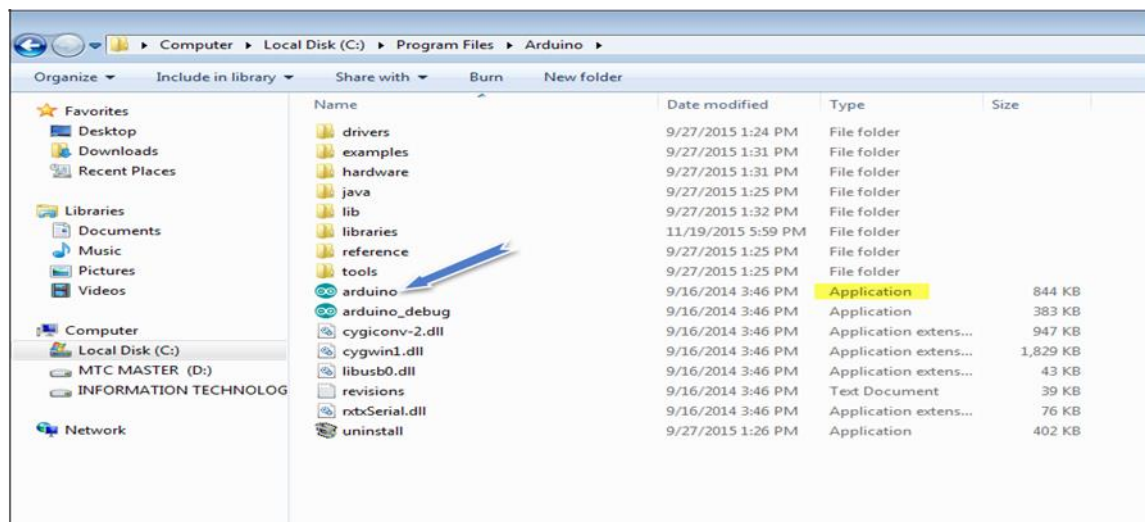 Computer ▸ Local Disk (C:) ▸ Program Files ▸ Arduino ▸
Organize Include in library Share with Burn New folder
Favorites
Desktop
Downloads
Recent Places
Libraries
Documents
Music
Pictures
Videos
Computer
Local Disk (C:)
MTC MASTER (D:)
INFORMATION TECHNOLOG
Network
Name Date modified Type Size
drivers 9/27/2015 1:24 PM File folder
examples 9/27/2015 1:31 PM File folder
hardware 9/27/2015 1:31 PM File folder
java 9/27/2015 1:25 PM File folder
lib 9/27/2015 1:32 PM File folder
libraries 11/19/2015 5:59 PM File folder
reference 9/27/2015 1:25 PM File folder
tools 9/27/2015 1:25 PM File folder
arduino 9/16/2014 3:46 PM Application 844 KB
arduino_debug 9/16/2014 3:46 PM Application 383 KB
cygiconv-2.dll 9/16/2014 3:46 PM Application extens... 947 KB
cygwin1.dll 9/16/2014 3:46 PM Application extens... 1,829 KB
libusb0.dll 9/16/2014 3:46 PM Application extens... 43 KB
revisions 9/16/2014 3:46 PM Text Document 39 KB
rxtxSerial.dll 9/16/2014 3:46 PM Application extens... 76 KB
uninstall 9/27/2015 1:26 PM Application 402 KB